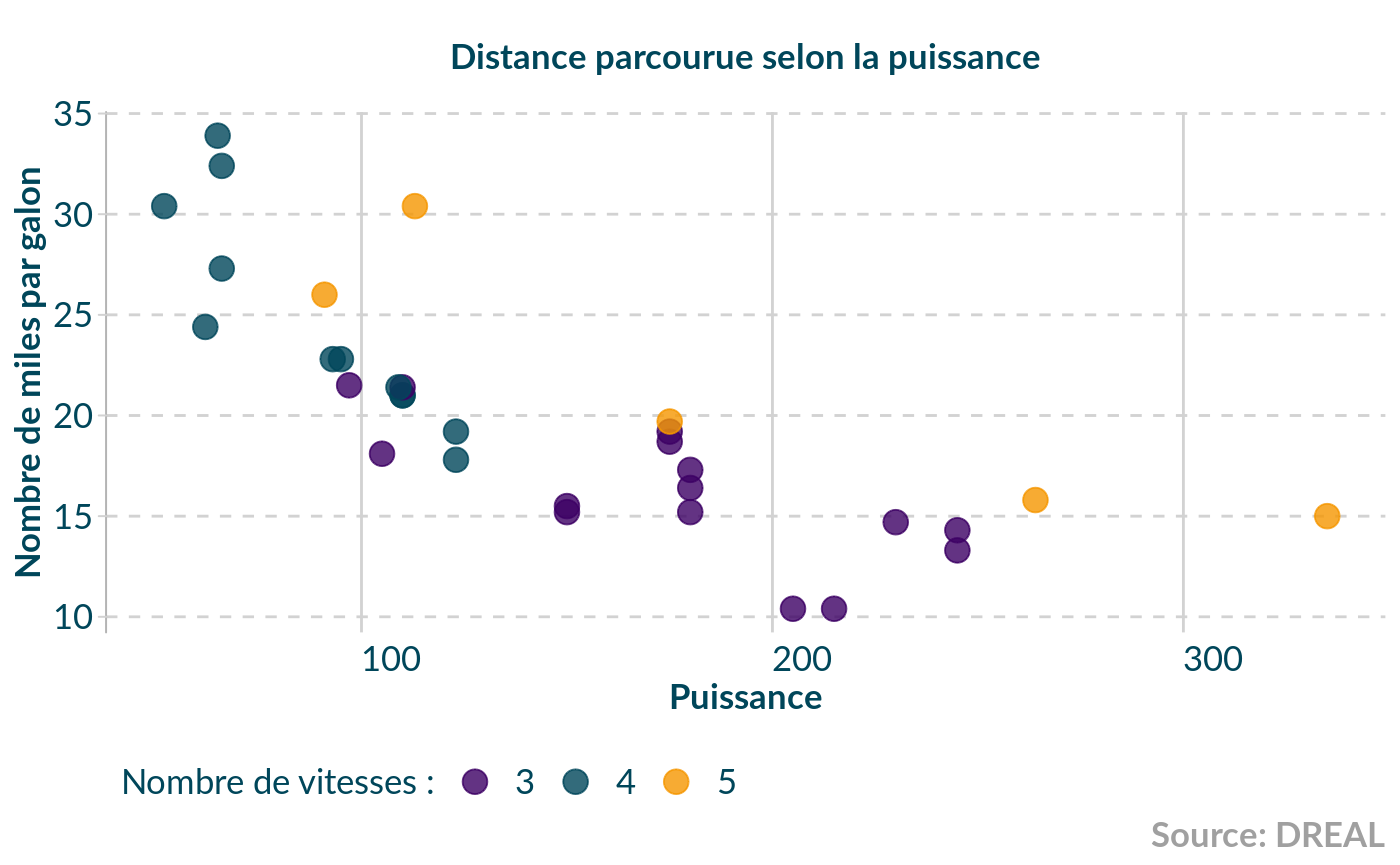 Distance parcourue selon la puissance
Nombre de miles par galon
35
30
25
20
15
10
100 200 300
Puissance
Nombre de vitesses : 3 4 5
Source: DREAL